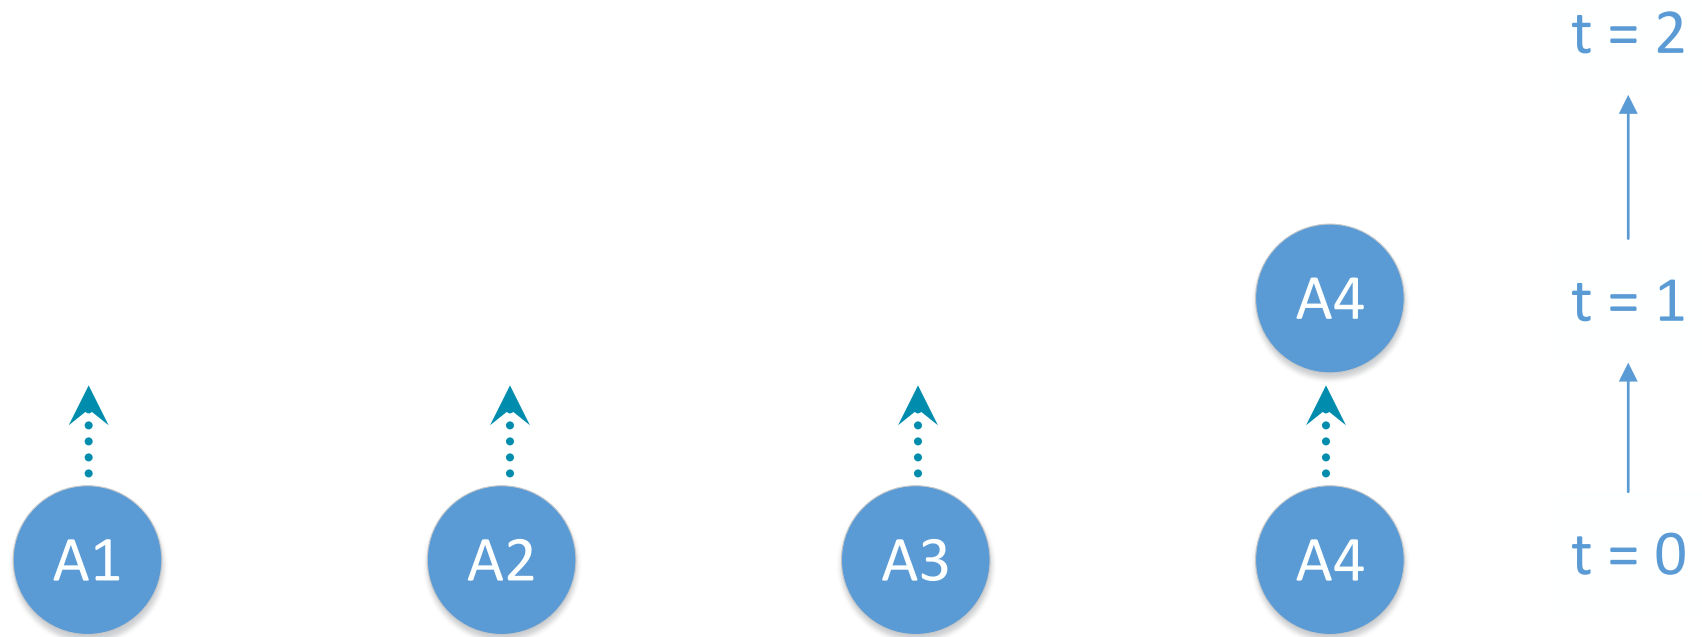 t = 2
A4
t = 1
A1
A2
A3
A4
t = 0